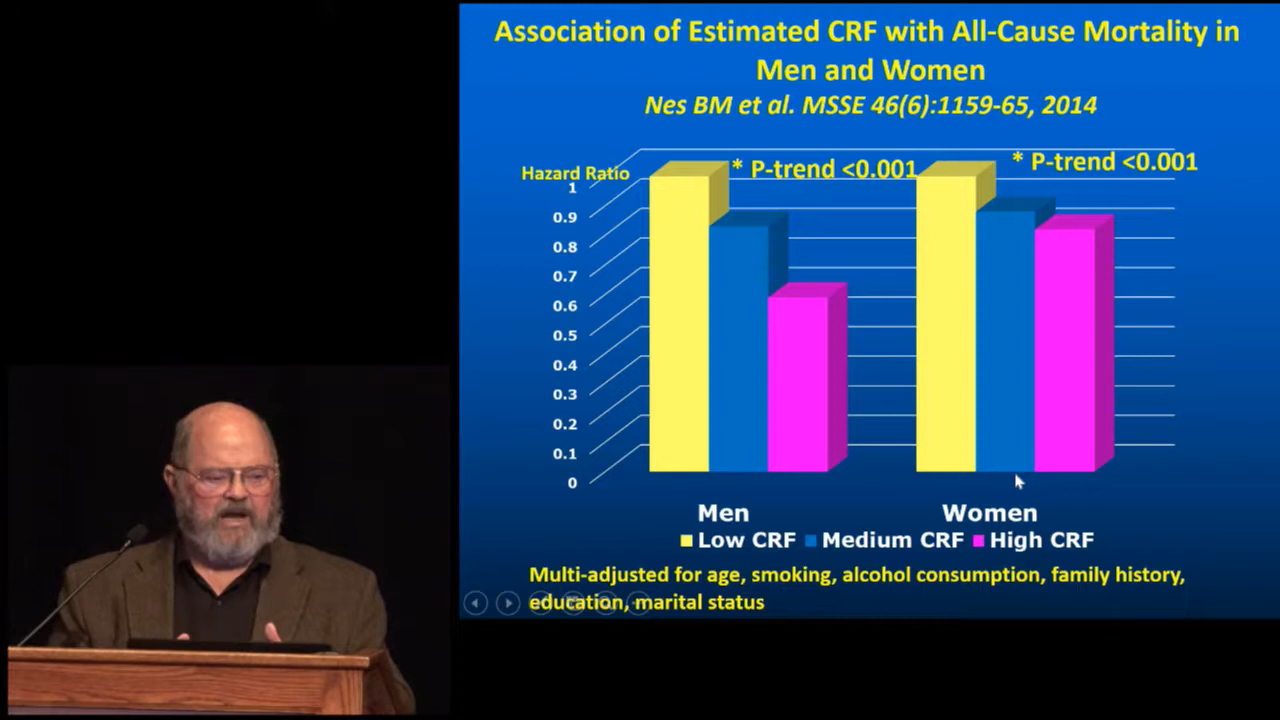 Association of Estimated CRF with All-Cause Mortality in
Men and Women
Nes BM et al. MSSE 46(6):1159-65, 2014
Hazard Ratio
* P-trend <0.001
* P-trend <0.001
1
0.9
0.8
0.7
0.6
0.5
0.4
0.3
0.2
0.1
0
Men
Women
Low CRF
Medium CRF
High CRF
Multi-adjusted for age, smoking, alcohol consumption, family history,
education, marital status